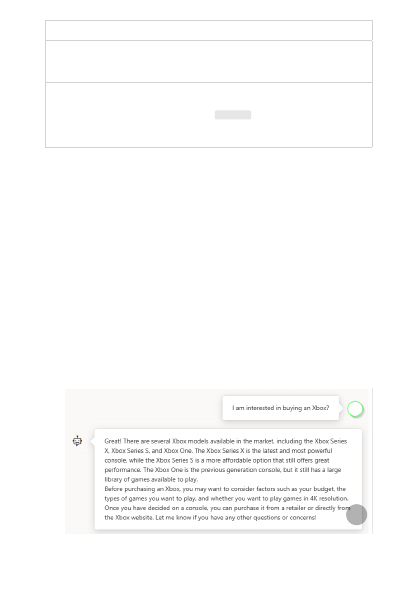 I am interested in buying an Xbox?
Great! There are several Xbox models available in the market, including the Xbox Series
X, Xbox Series S, and Xbox One. The Xbox Series X is the latest and most powerful
console, while the Xbox Series S is a more affordable option that still offers great
performance. The Xbox One is the previous generation console, but it still has a large
library of games available to play.
Before purchasing an Xbox, you may want to consider factors such as your budget, the
types of games you want to play, and whether you want to play games in 4K resolution.
Once you have decided on a console, you can purchase it from a retailer or directly from
the Xbox website. Let me know if you have any other questions or concerns!